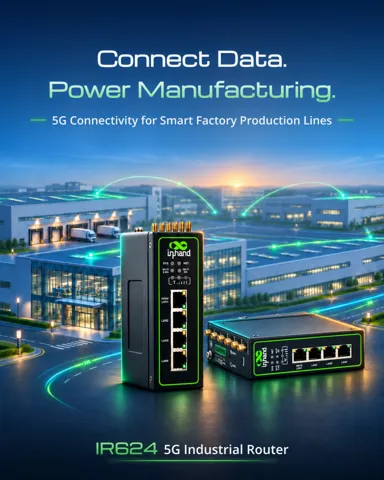 Connect Data.
Power Manufacturing.
5G Connectivity for Smart Factory Production Lines
inhand
inhand
IR624 5G Industrial Router